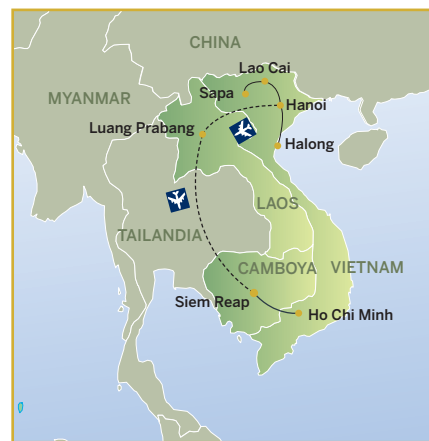 CHINA
Lao Cai
Sapa
MYANMAR
Hanoi
Luang Prabang
Halong
LAOS
TAILANDIA
CAMBOYA
VIETNAM
Siem Reap
Ho Chi Minh